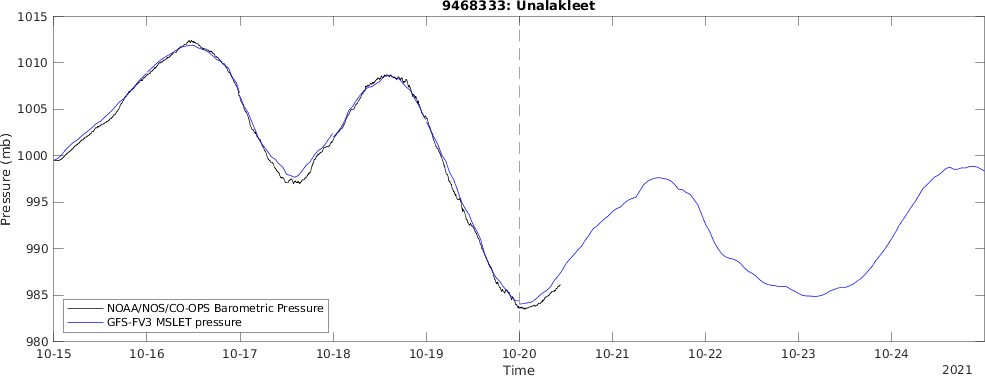 9468333: Unalakleet
Pressure (mb)
1015
1010
1005
1000
995
990
985
980
NOAA/NOS/CO-OPS Barometric Pressure
GFS-FV3 MSLET pressure
10-15 10-16 10-17 10-18 10-19 10-20 10-21 10-22 10-23 10-24
Time
2021